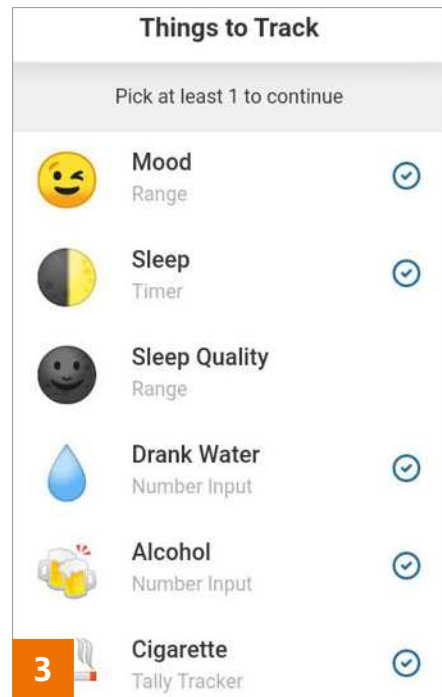 Things to Track
Pick at least 1 to continue
Mood
Range
Sleep
Timer
Sleep Quality
Range
Drank Water
Number Input
Alcohol
Number Input
Cigarette
Tally Tracker
3